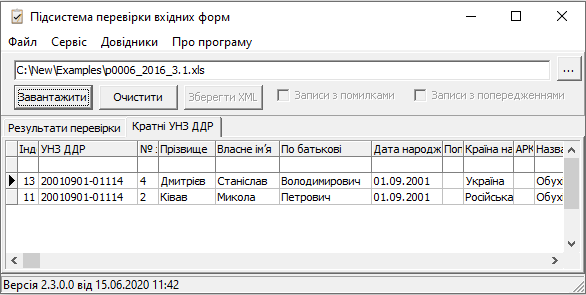 Підсистема перевірки вхідних форм
Файл Сервіс Довідники Про програму
C:\New\Examples\p0006_2016_3.1.xls ...
Завантажити Очистити Зберегти XML Записи з помилками Записи з попередженнями
Результати перевірки Кратні УНЗ ДДР
Інд УНЗ ДДР № Прізвище Власне ім'я По батькові Дата народж Пог Країна на АРК Назва
13 20010901-01114 4 Дмитрієв Станіслав Володимирович 01.09.2001 Україна Обух
11 20010901-01114 2 Ківав Микола Петрович 01.09.2001 Російська Обух
Версія 2.3.0.0 від 15.06.2020 11:42